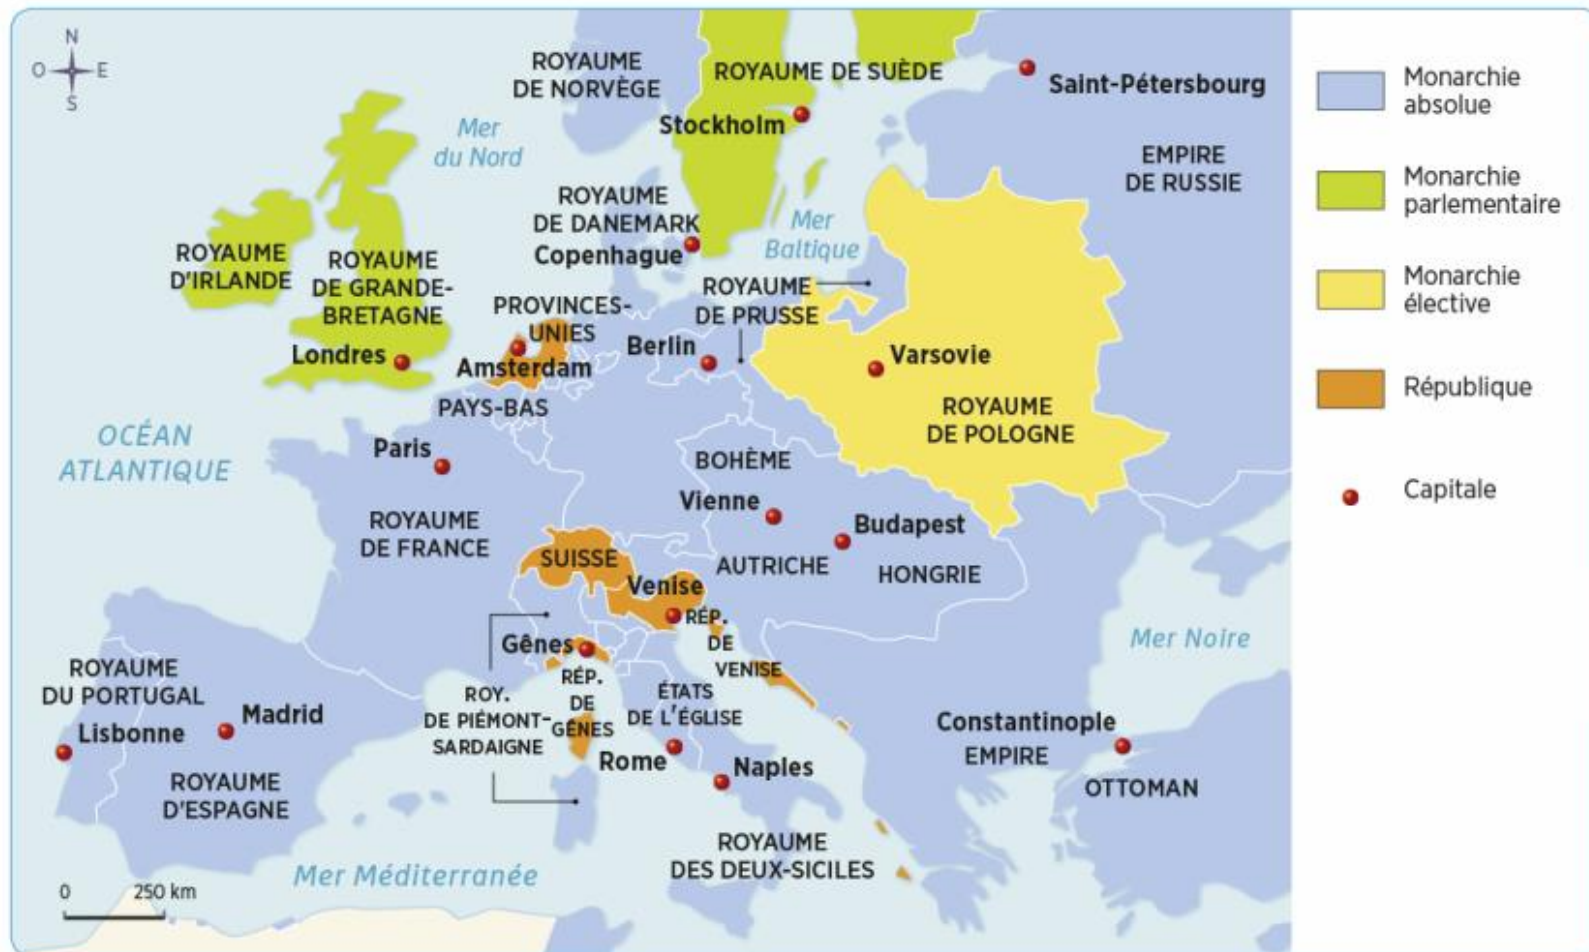 N
O
E
S
ROYAUME
DE NORVÈGE
ROYAUME DE SUÈDE
Stockholm
Saint-Pétersbourg
EMPIRE
DE RUSSIE
Mer
du Nord
ROYAUME
DE DANEMARK
Copenhague
Mer
Baltique
ROYAUME
D'IRLANDE
ROYAUME
DE GRANDE-
BRETAGNE
Londres
PROVINCES-
UNIES
Amsterdam
ROYAUME
DE PRUSSE
Berlin
Varsovie
ROYAUME
DE POLOGNE
PAYS-BAS
OCÉAN
ATLANTIQUE
Paris
ROYAUME
DE FRANCE
BOHÈME
Vienne
Budapest
AUTRICHE
HONGRIE
SUISSE
Venise
RÉP.
DE
VENISE
Gênes
RÉP.
DE
GÊNES
ROY.
DE PIÉMONT-
SARDAIGNE
ÉTATS
DE L'ÉGLISE
Rome
Naples
Mer Noire
ROYAUME
DU PORTUGAL
Lisbonne
Madrid
ROYAUME
D'ESPAGNE
Constantinople
EMPIRE
OTTOMAN
ROYAUME
DES DEUX-SICILES
Mer Méditerranée
0
250 km
Monarchie
absolue
Monarchie
parlementaire
Monarchie
élective
République
Capitale